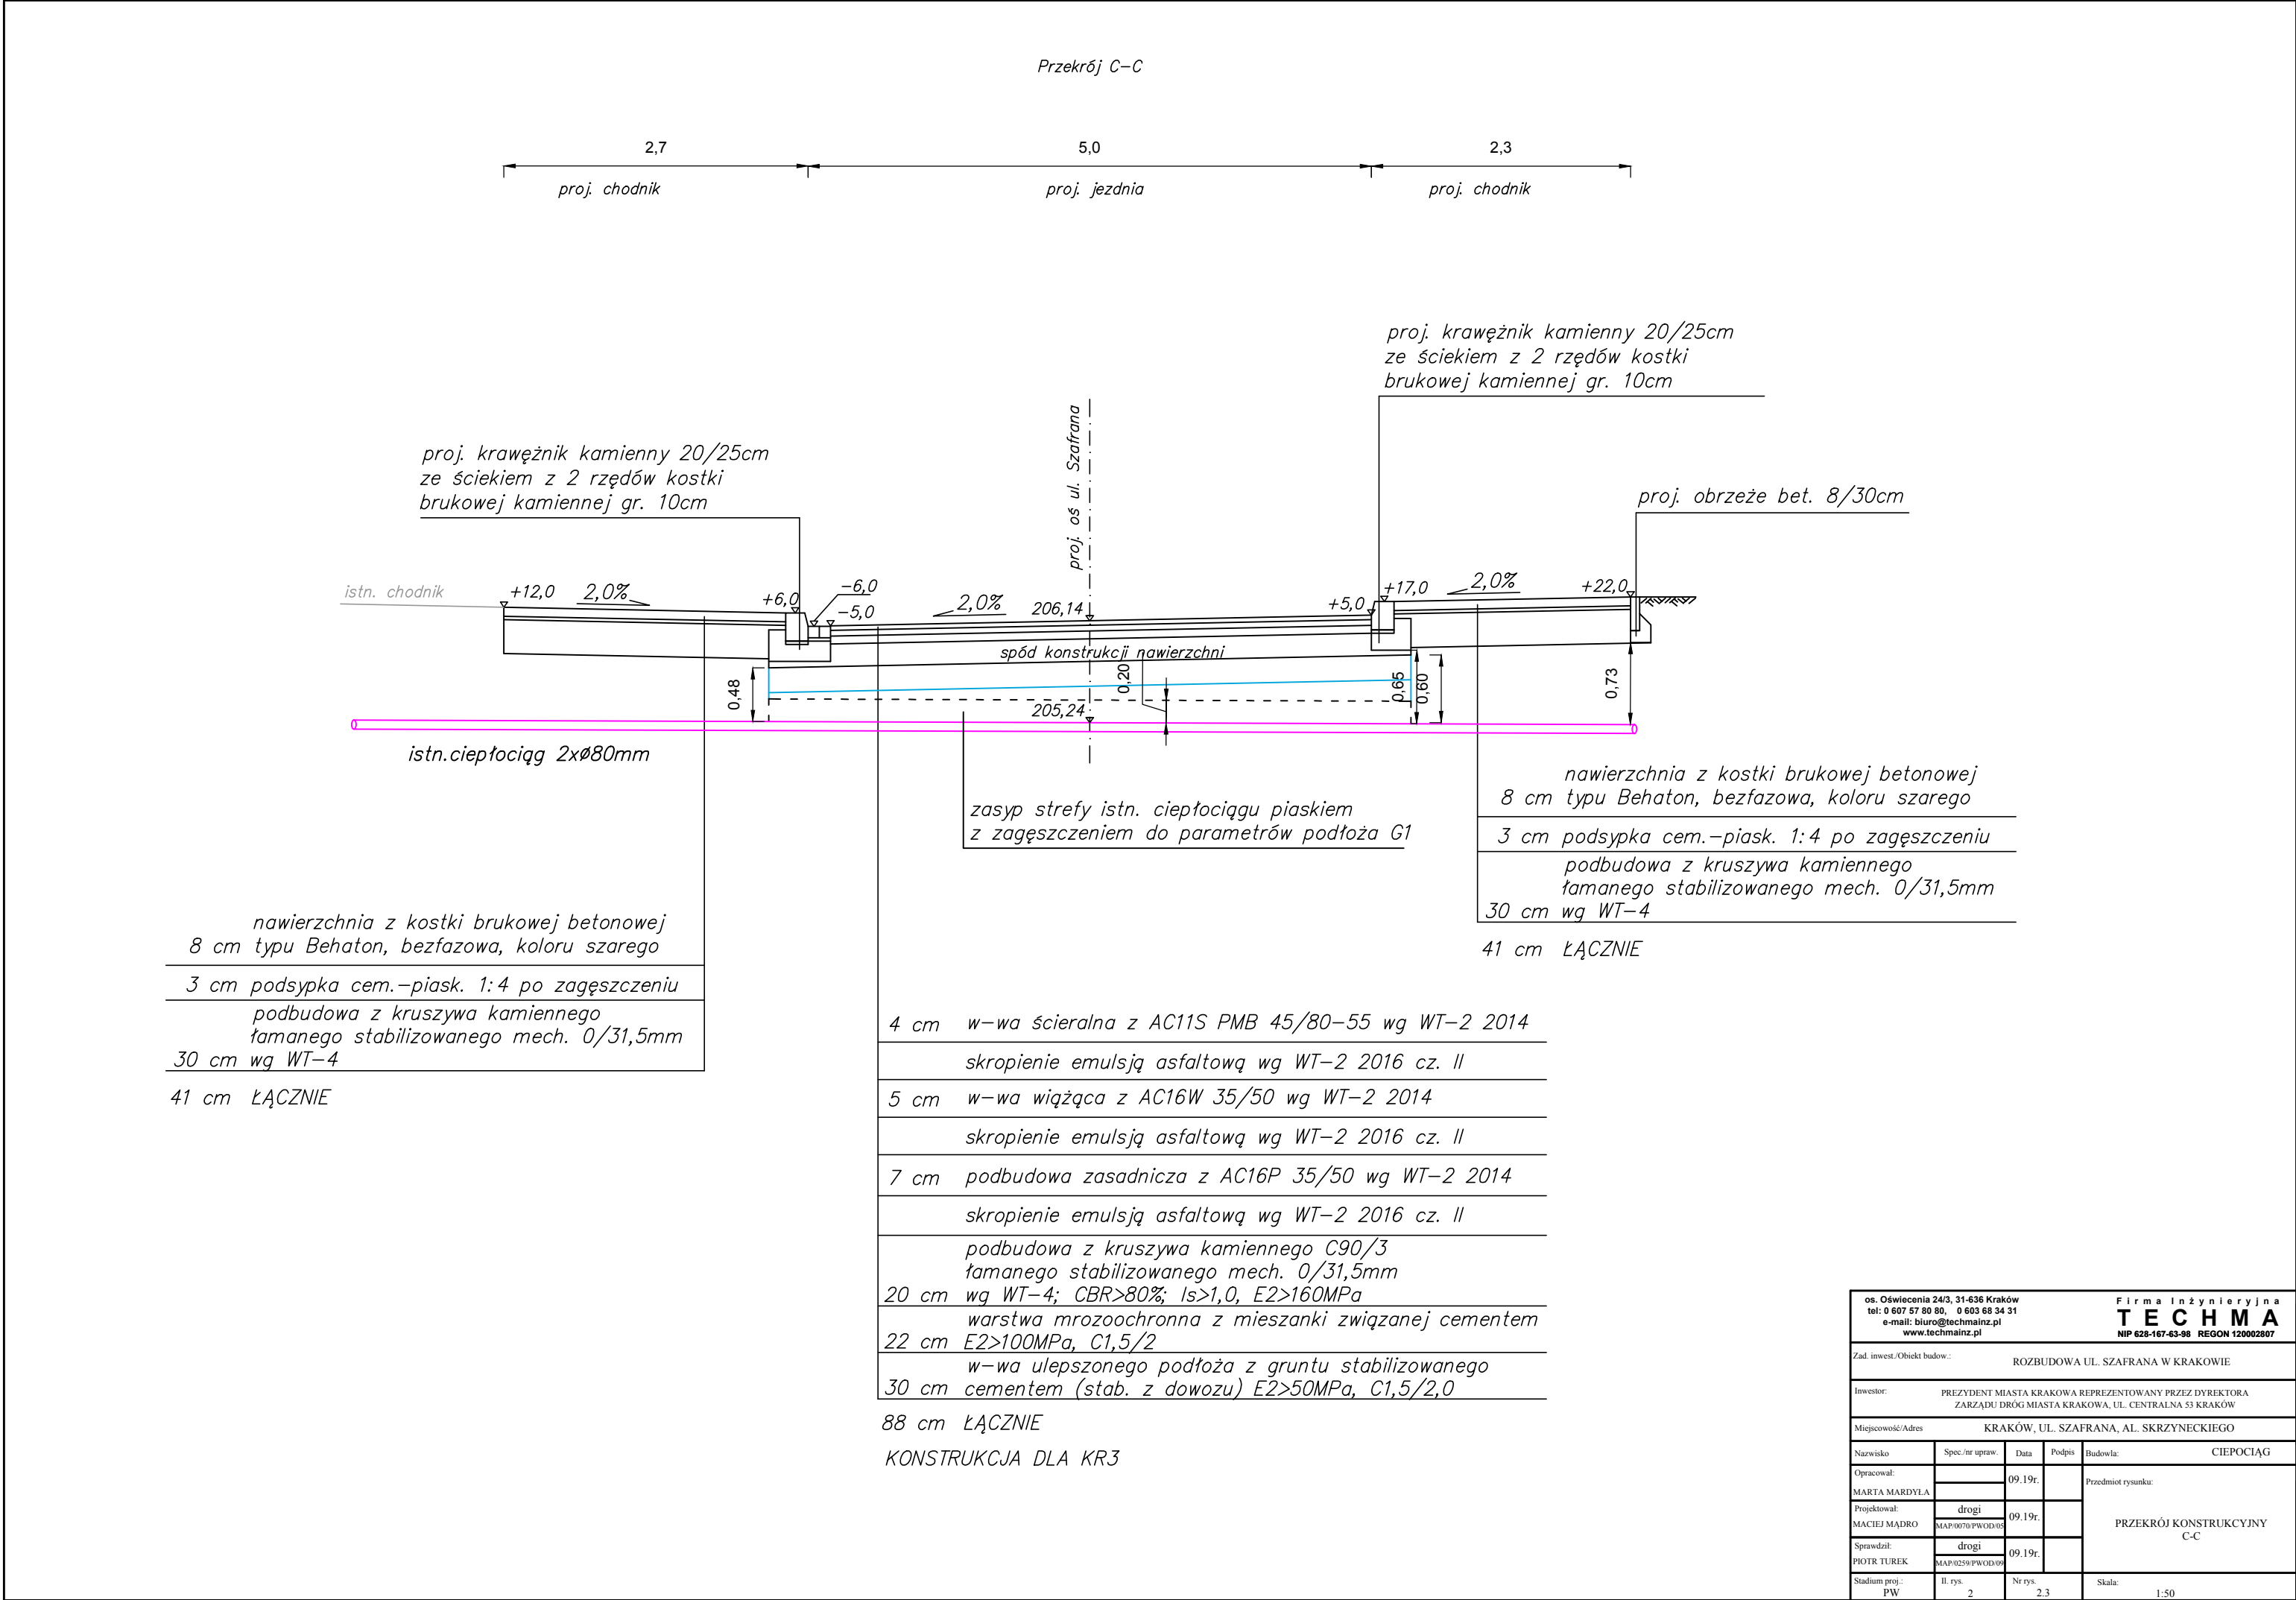 Przekrój C-C
2,7
5,0
2,3
proj. chodnik
proj. jezdnia
proj. chodnik
proj. krawężnik kamienny 20/25cm
ze ściekiem z 2 rzędów kostki
brukowej kamiennej gr. 10cm
proj. oś ul. Szafrana
proj. krawężnik kamienny 20/25cm
ze ściekiem z 2 rzędów kostki
brukowej kamiennej gr. 10cm
proj. obrzeże bet. 8/30cm
istn. chodnik
+12,0
2,0%
+6,0
-6,0
-5,0
2,0%
206,14
+5,0
+17,0
2,0%
+22,0
spód konstrukcji nawierzchni
0,48
0,20
0,65
0,60
0,73
205,24
istn.ciepłociąg 2xø80mm
zasyp strefy istn. ciepłociągu piaskiem
z zagęszczeniem do parametrów podłoża G1
nawierzchnia z kostki brukowej betonowej
8 cm typu Behaton, bezfazowa, koloru szarego
3 cm podsypka cem.-piask. 1:4 po zagęszczeniu
podbudowa z kruszywa kamiennego
łamanego stabilizowanego mech. 0/31,5mm
30 cm wg WT-4
41 cm ŁĄCZNIE
nawierzchnia z kostki brukowej betonowej
8 cm typu Behaton, bezfazowa, koloru szarego
3 cm podsypka cem.-piask. 1:4 po zagęszczeniu
podbudowa z kruszywa kamiennego
łamanego stabilizowanego mech. 0/31,5mm
30 cm wg WT-4
41 cm ŁĄCZNIE
4 cm w-wa ścieralna z AC11S PMB 45/80-55 wg WT-2 2014
skropienie emulsją asfaltową wg WT-2 2016 cz. II
5 cm w-wa wiążąca z AC16W 35/50 wg WT-2 2014
skropienie emulsją asfaltową wg WT-2 2016 cz. II
7 cm podbudowa zasadnicza z AC16P 35/50 wg WT-2 2014
skropienie emulsją asfaltową wg WT-2 2016 cz. II
podbudowa z kruszywa kamiennego C90/3
łamanego stabilizowanego mech. 0/31,5mm
20 cm wg WT-4; CBR>80%; Is>1,0, E2>160MPa
warstwa mrozoochronna z mieszanki związanej cementem
22 cm E2>100MPa, C1,5/2
w-wa ulepszonego podłoża z gruntu stabilizowanego
30 cm cementem (stab. z dowozu) E2>50MPa, C1,5/2,0
88 cm ŁĄCZNIE
KONSTRUKCJA DLA KR3
os. Oświecenia 24/3, 31-636 Kraków
tel: 0 607 57 80 80, 0 603 68 34 31
e-mail: biuro@techmainz.pl
www.techmainz.pl
Firma Inżynieryjna
TECHMA
NIP 628-167-63-98 REGON 120002807
Zad. inwest./Obiekt budow.: ROZBUDOWA UL. SZAFRANA W KRAKOWIE
Inwestor: PREZYDENT MIASTA KRAKOWA REPREZENTOWANY PRZEZ DYREKTORA
ZARZĄDU DRÓG MIASTA KRAKOWA, UL. CENTRALNA 53 KRAKÓW
Miejscowość/Adres KRAKÓW, UL. SZAFRANA, AL. SKRZYNECKIEGO
Nazwisko Spec./nr upraw. Data Podpis Budowla: CIEPOCIĄG
Opracował:
MARTA MARDYŁA
09.19r.
Przedmiot rysunku:
PRZEKRÓJ KONSTRUKCYJNY
C-C
Projektował:
MACIEJ MĄDRO
drogi
MAP/0070/PWOD/05
09.19r.
Sprawdził:
PIOTR TUREK
drogi
MAP/0259/PWOD/09
09.19r.
Stadium proj.: Il. rys. Nr rys. Skala:
PW 2 2.3 1:50